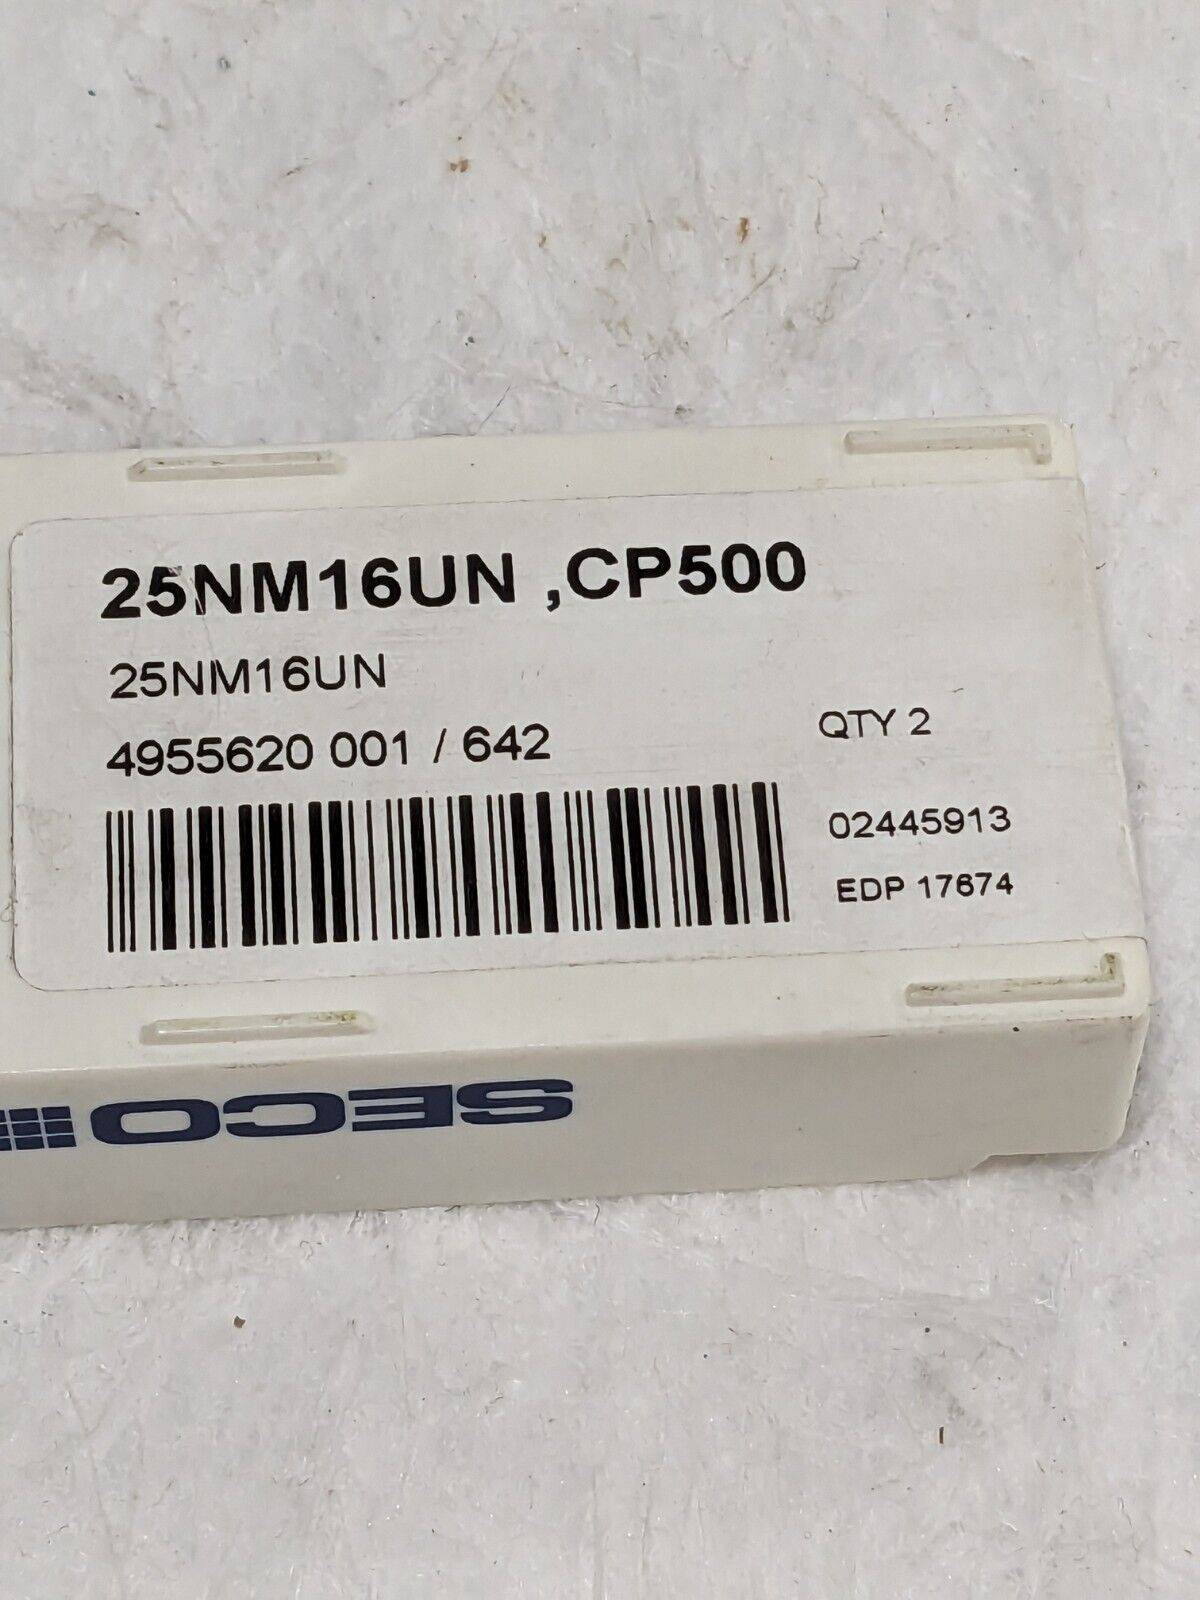 25NM16UN ,CP500
25NM16UN
4955620 001 / 642
QTY 2
02445913
EDP 17674
SECO